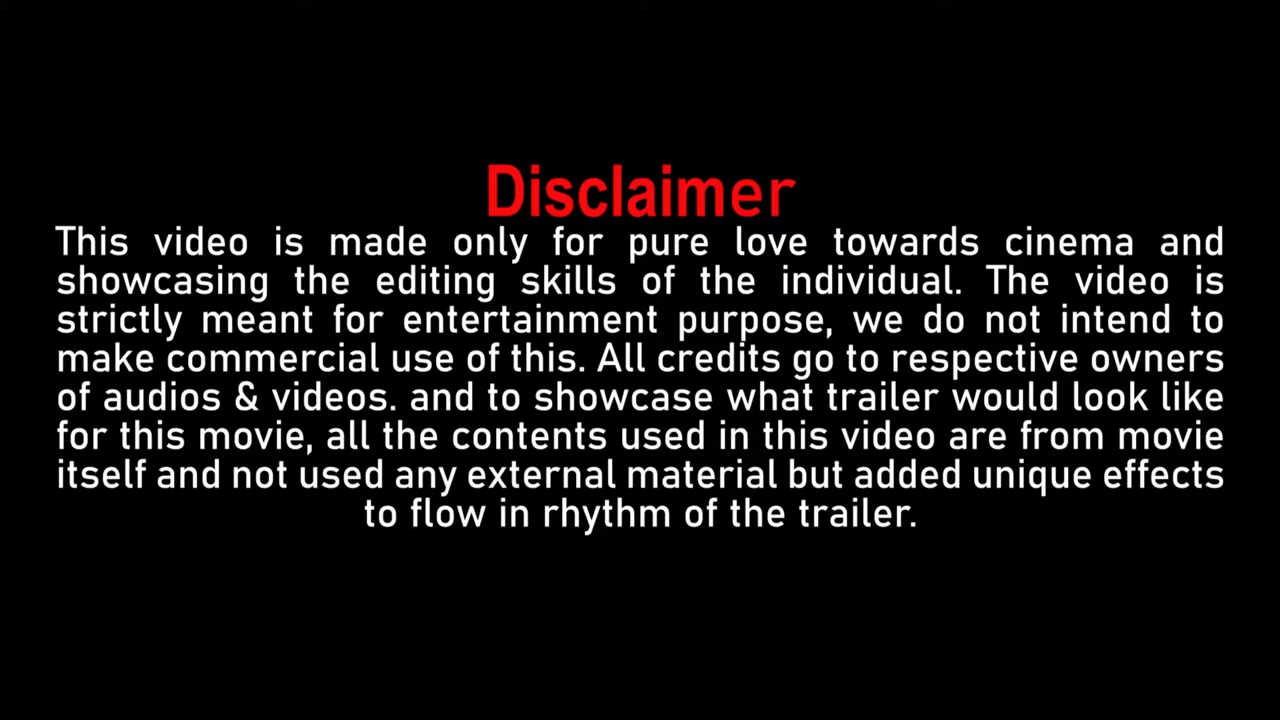 Disclaimer
This video is made only for pure love towards cinema and
showcasing the editing skills of the individual. The video is
strictly meant for entertainment purpose, we do not intend to
make commercial use of this. All credits go to respective owners
of audios & videos. and to showcase what trailer would look like
for this movie, all the contents used in this video are from movie
itself and not used any external material but added unique effects
to flow in rhythm of the trailer.